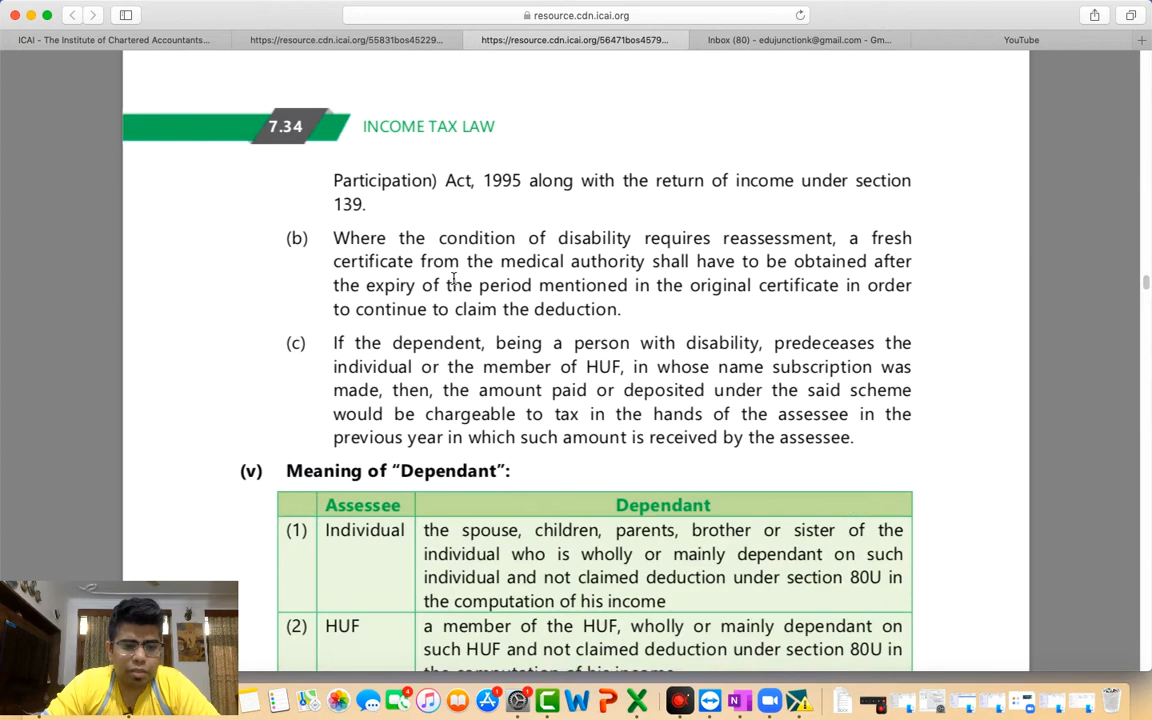 resource.cdn.icai.org
ICAI - The Institute of Chartered Accountants...
https://resource.cdn.icai.org/55831bos45229...
https://resource.cdn.icai.org/56471bos4579...
Inbox (80) – edujunctionk@gmail.com – Gm...
YouTube
7.34
INCOME TAX LAW
Participation) Act, 1995 along with the return of income under section
139.
(b) Where the condition of disability requires reassessment, a fresh
certificate from the medical authority shall have to be obtained after
the expiry of the period mentioned in the original certificate in order
to continue to claim the deduction.
(c) If the dependent, being a person with disability, predeceases the
individual or the member of HUF, in whose name subscription was
made, then, the amount paid or deposited under the said scheme
would be chargeable to tax in the hands of the assessee in the
previous year in which such amount is received by the assessee.
(v) Meaning of “Dependant”:
Assessee Dependant
(1) Individual the spouse, children, parents, brother or sister of the
individual who is wholly or mainly dependant on such
individual and not claimed deduction under section 80U in
the computation of his income
(2) HUF a member of the HUF, wholly or mainly dependant on
such HUF and not claimed deduction under section 80U in
the computation of his income